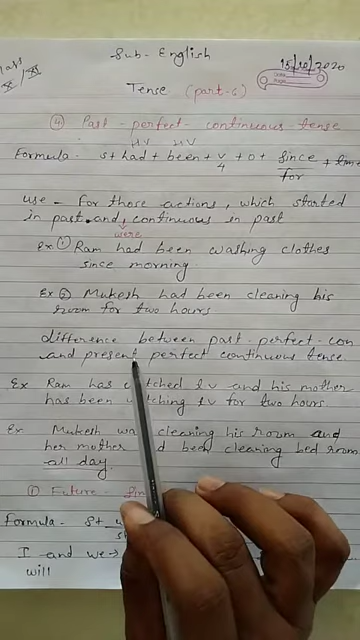 Class X/XI
Sub- English
15/10/2020
Tense (part-6)
④ Past-perfect-continuous tense
HV HV
Formula- S+had+been+V4+O+ since/for + tim
use - For those actions, which started
in past and continuous in past
were
Ex ① Ram had been washing clothes
since morning.
Ex ② Mukesh had been cleaning his
room for two hours
difference between past-perfect-con
and present perfect continuous tense
Ex Ram has watched TV and his mother
has been watching TV for two hours
Ex Mukesh was cleaning his room and
her mother had been cleaning bed room
all day.
① Future-
Formula- S+
I and we →
will